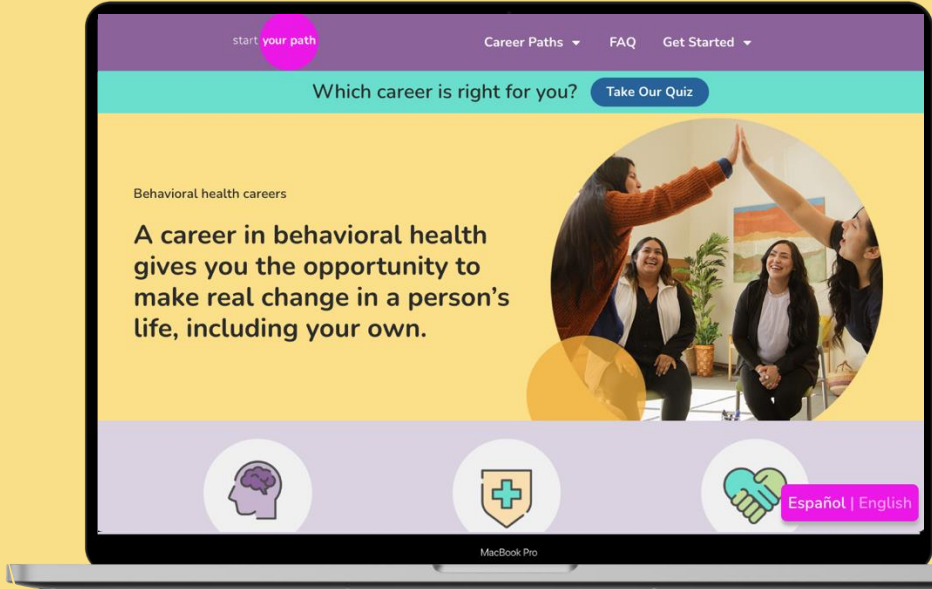 start your path
Career Paths
FAQ
Get Started
Which career is right for you?
Take Our Quiz
Behavioral health careers
A career in behavioral health
gives you the opportunity to
make real change in a person's
life, including your own.
Español | English
MacBook Pro